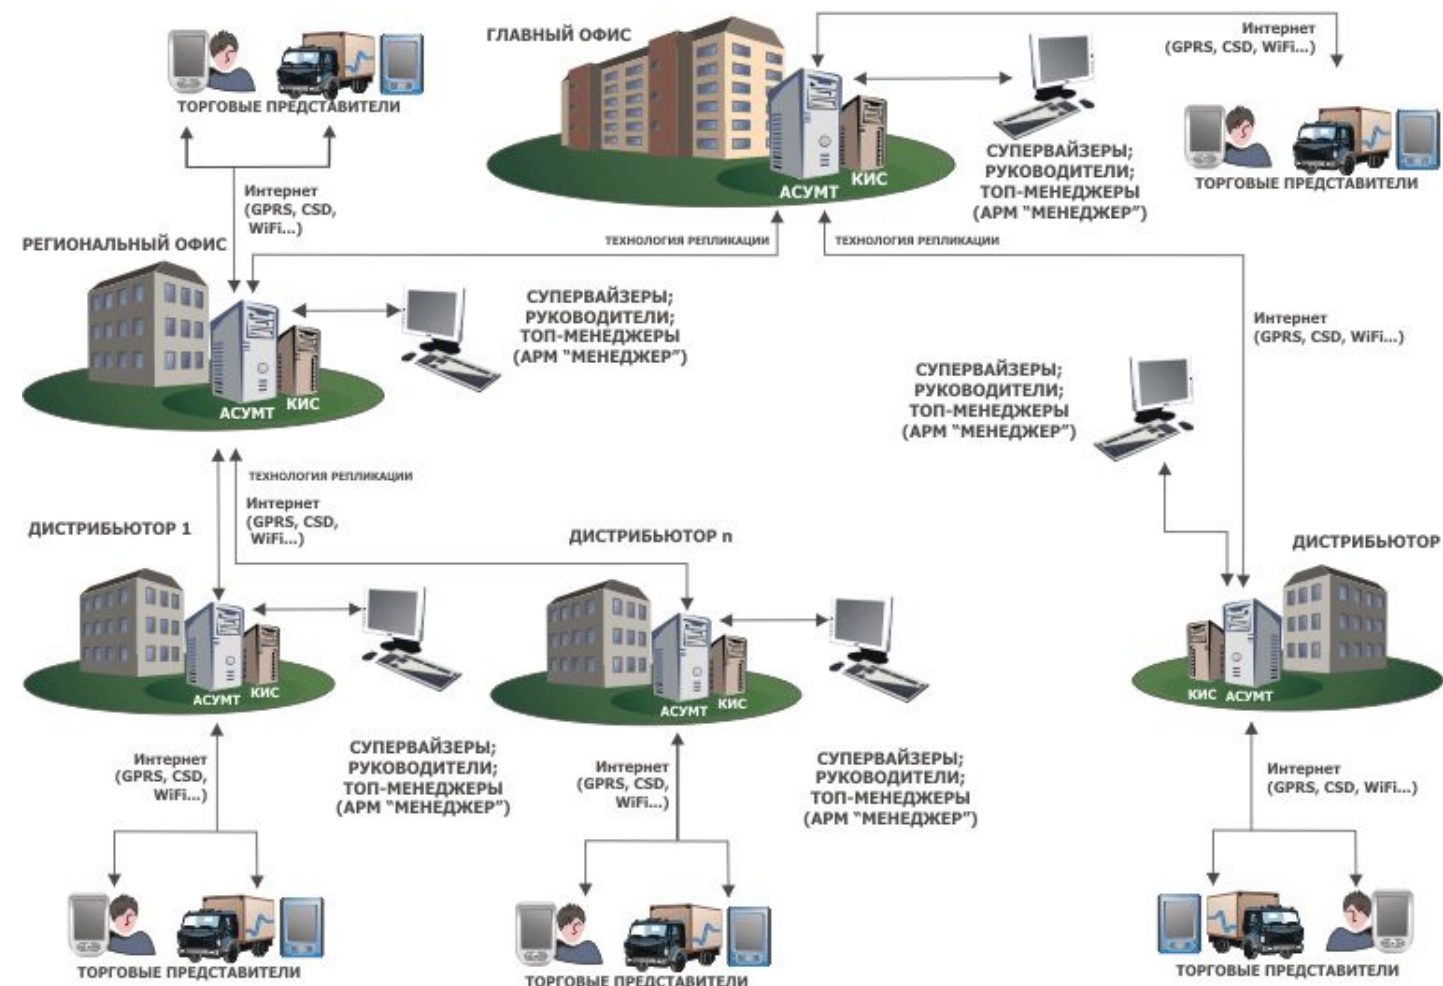 ГЛАВНЫЙ ОФИС
Интернет
(GPRS, CSD, WiFi...)
ТОРГОВЫЕ ПРЕДСТАВИТЕЛИ
СУПЕРВАЙЗЕРЫ;
РУКОВОДИТЕЛИ;
ТОП-МЕНЕДЖЕРЫ
(АРМ "МЕНЕДЖЕР")
КИС
АСУМТ
ТОРГОВЫЕ ПРЕДСТАВИТЕЛИ
Интернет
(GPRS, CSD,
WiFi...)
РЕГИОНАЛЬНЫЙ ОФИС
ТЕХНОЛОГИЯ РЕПЛИКАЦИИ
ТЕХНОЛОГИЯ РЕПЛИКАЦИИ
СУПЕРВАЙЗЕРЫ;
РУКОВОДИТЕЛИ;
ТОП-МЕНЕДЖЕРЫ
(АРМ "МЕНЕДЖЕР")
Интернет
(GPRS, CSD, WiFi...)
СУПЕРВАЙЗЕРЫ;
РУКОВОДИТЕЛИ;
ТОП-МЕНЕДЖЕРЫ
(АРМ "МЕНЕДЖЕР")
АСУМТ
КИС
ТЕХНОЛОГИЯ РЕПЛИКАЦИИ
Интернет
(GPRS, CSD,
WiFi...)
ДИСТРИБЬЮТОР 1
ДИСТРИБЬЮТОР n
ДИСТРИБЬЮТОР
АСУМТ
КИС
АСУМТ
КИС
КИС
АСУМТ
Интернет
(GPRS, CSD,
WiFi...)
СУПЕРВАЙЗЕРЫ;
РУКОВОДИТЕЛИ;
ТОП-МЕНЕДЖЕРЫ
(АРМ "МЕНЕДЖЕР")
Интернет
(GPRS, CSD,
WiFi...)
СУПЕРВАЙЗЕРЫ;
РУКОВОДИТЕЛИ;
ТОП-МЕНЕДЖЕРЫ
(АРМ "МЕНЕДЖЕР")
Интернет
(GPRS, CSD, WiFi...)
ТОРГОВЫЕ ПРЕДСТАВИТЕЛИ
ТОРГОВЫЕ ПРЕДСТАВИТЕЛИ
ТОРГОВЫЕ ПРЕДСТАВИТЕЛИ